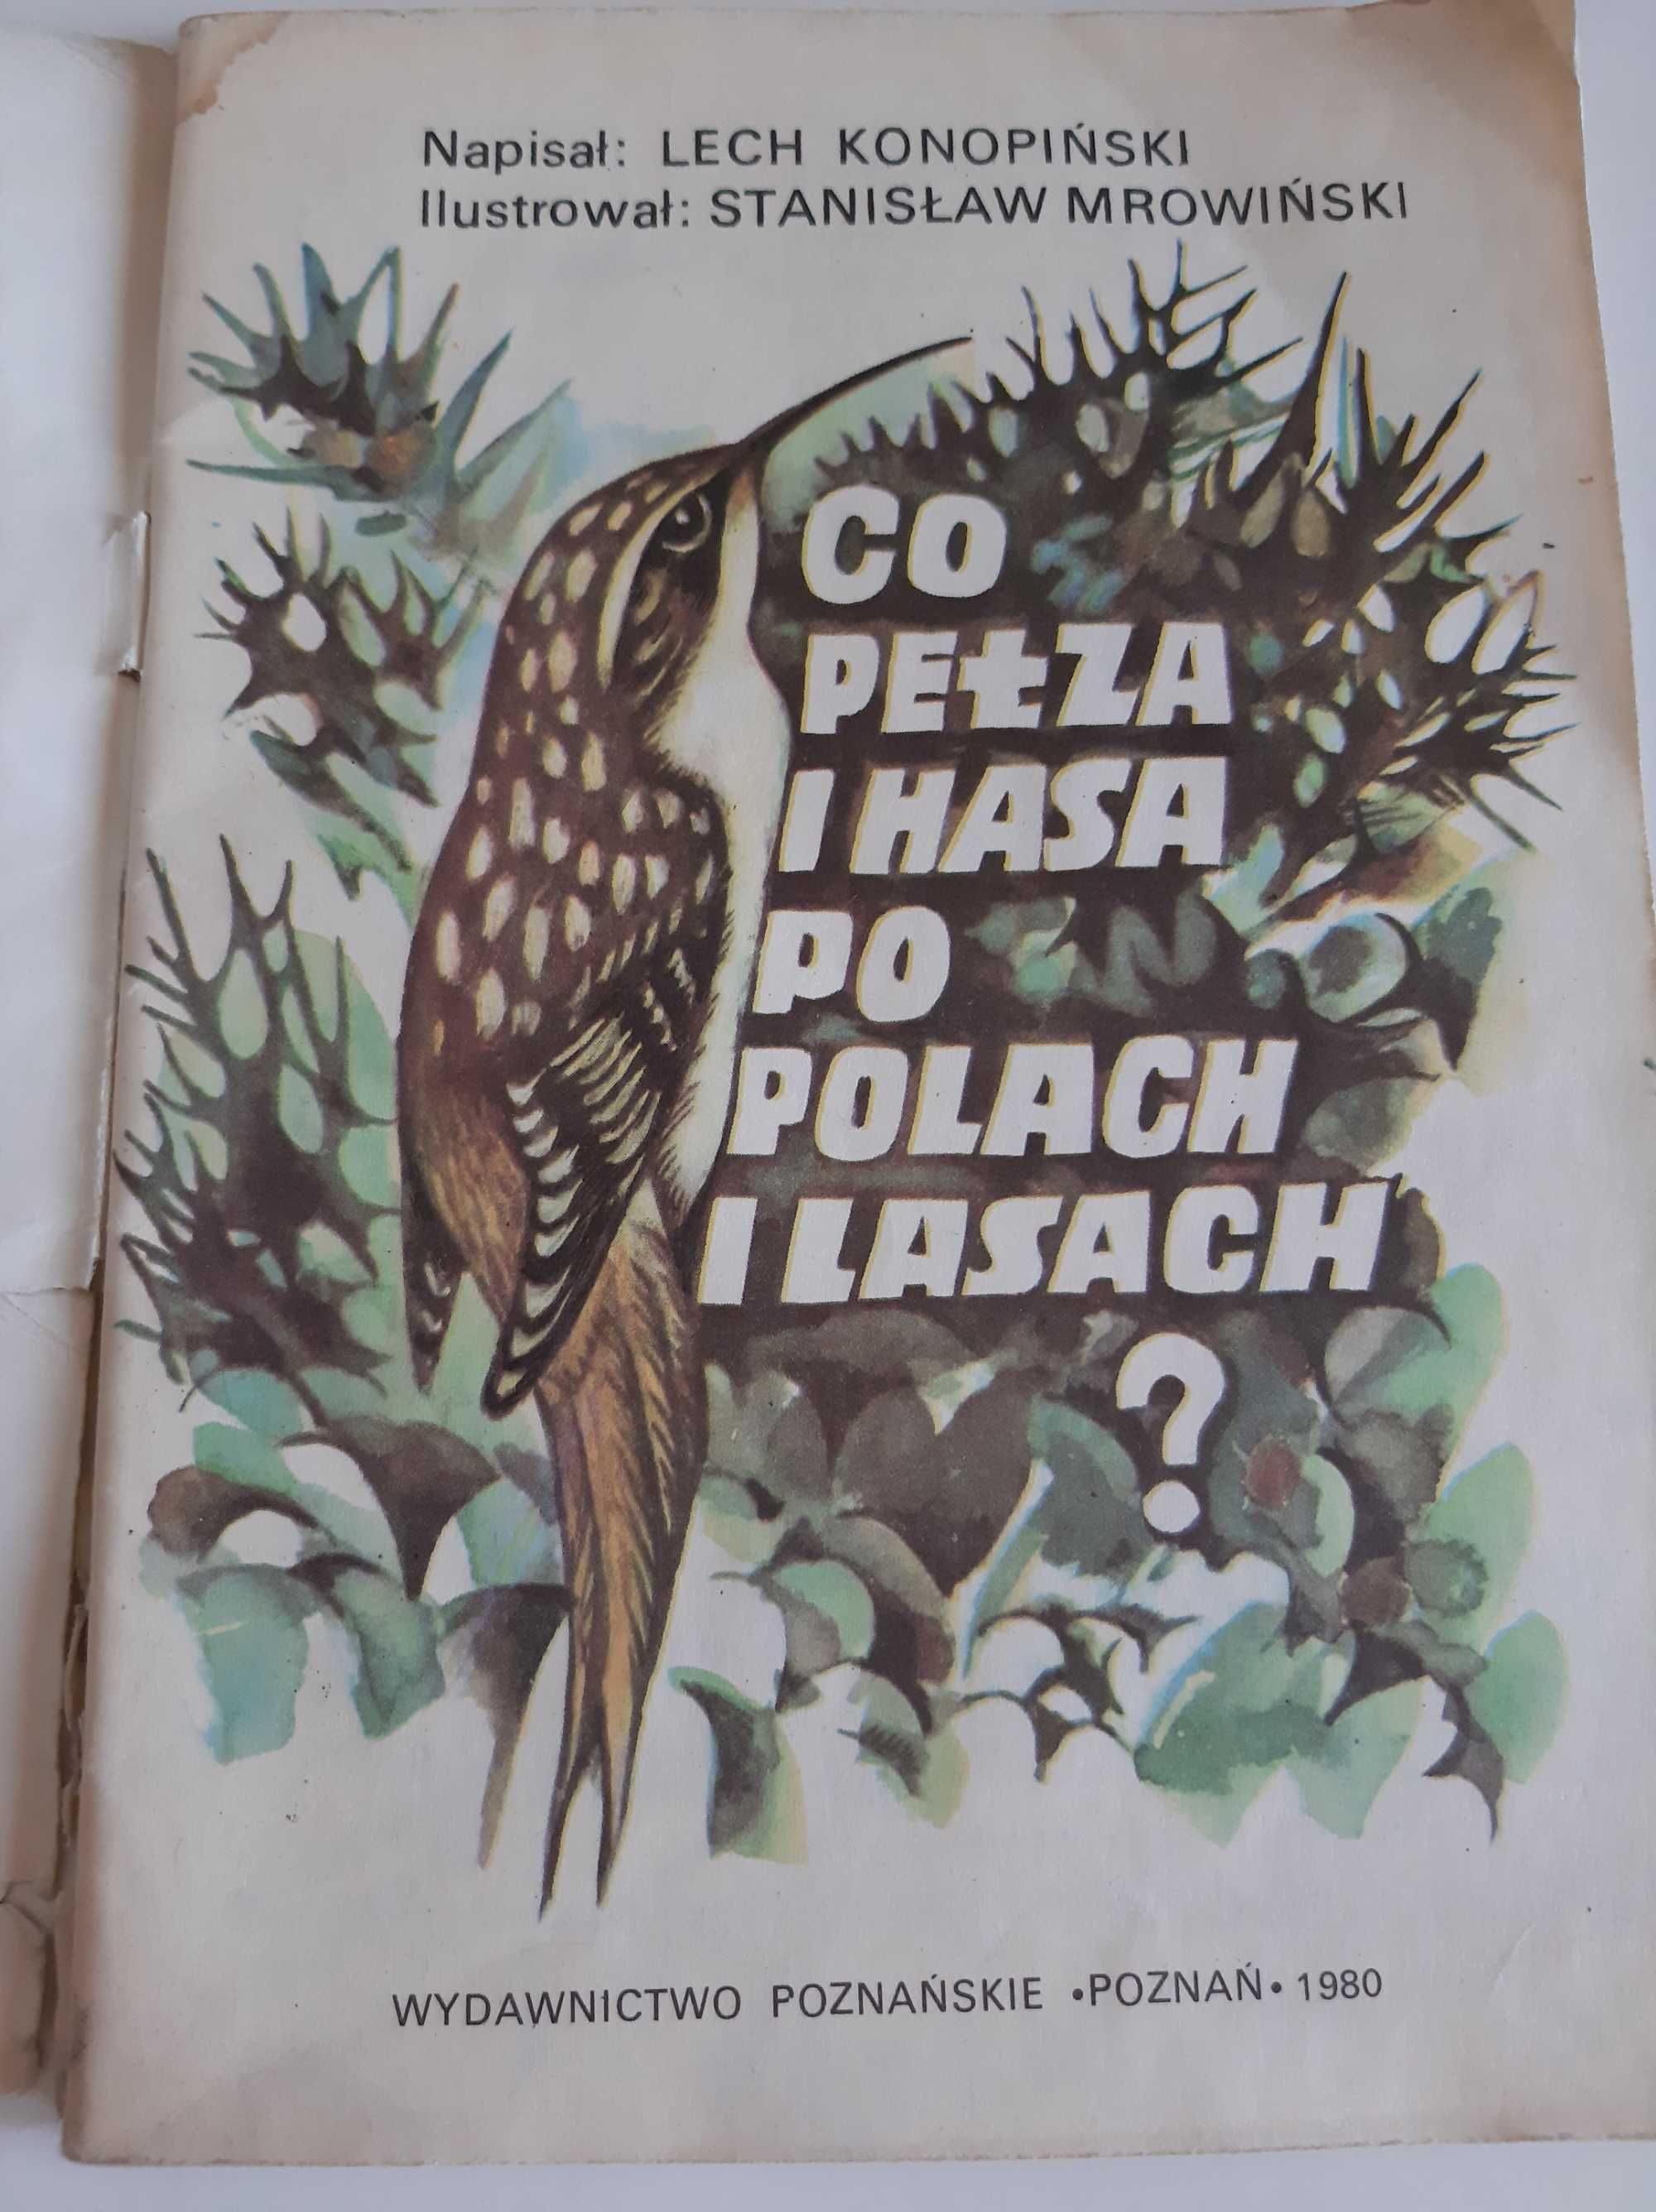 Napisał: LECH KONOPIŃSKI
Ilustrował: STANISŁAW MROWIŃSKI
CO
PEŁZA
I HASA
PO
POLACH
I LASACH
?
WYDAWNICTWO POZNAŃSKIE •POZNAŃ• 1980